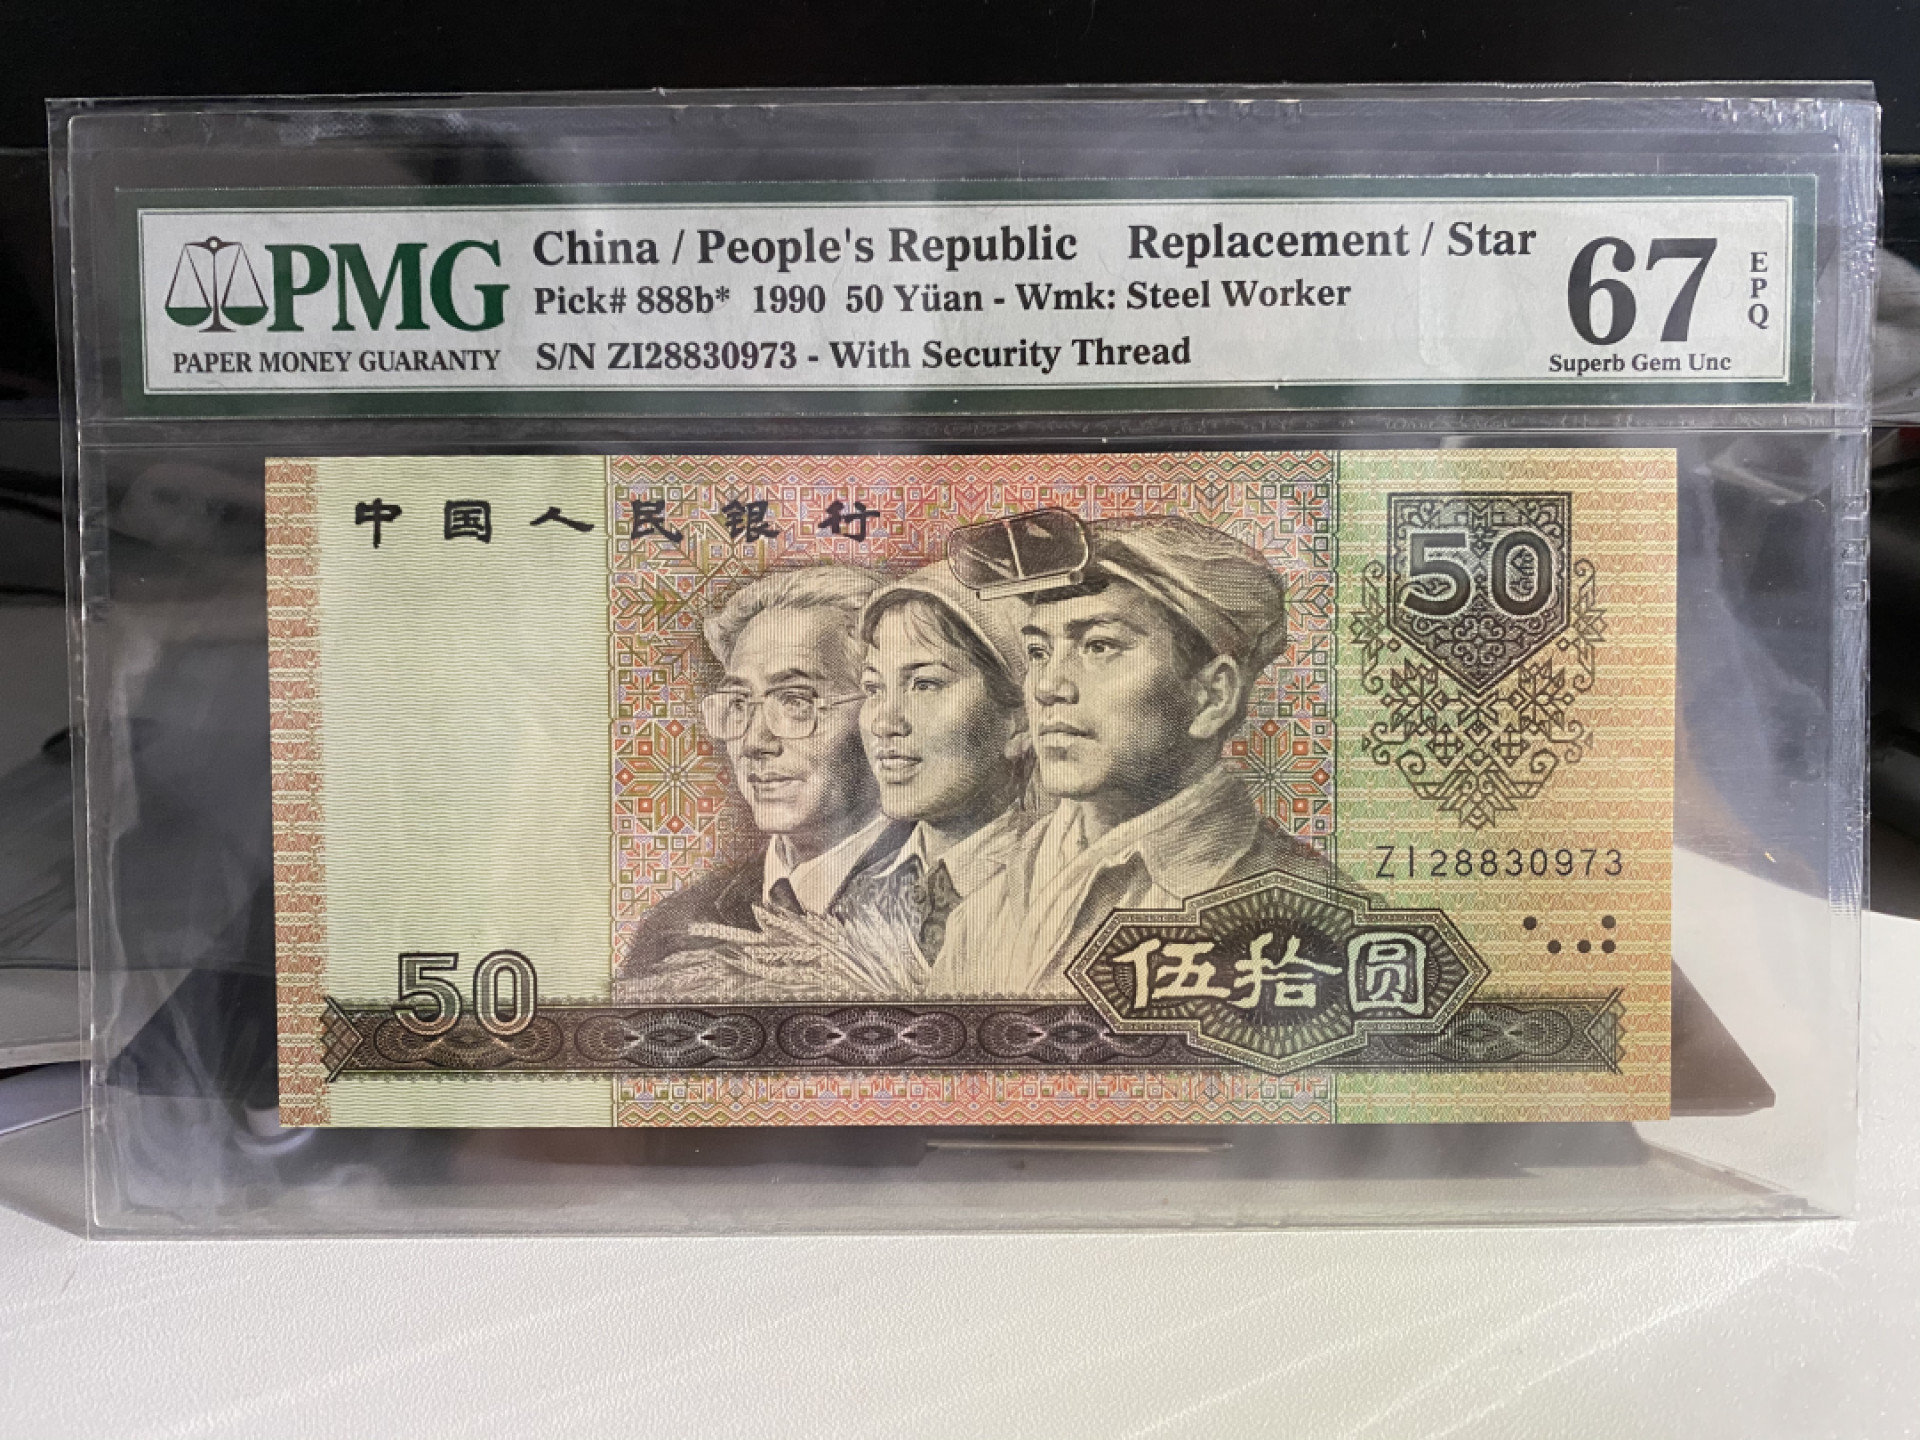 PMG
PAPER MONEY GUARANTY
China / People's Republic Replacement / Star
Pick# 888b* 1990 50 Yüan - Wmk: Steel Worker
S/N ZI28830973 - With Security Thread
67
EPQ
Superb Gem Unc
中国人民银行
50
ZI28830973
50
伍拾圆